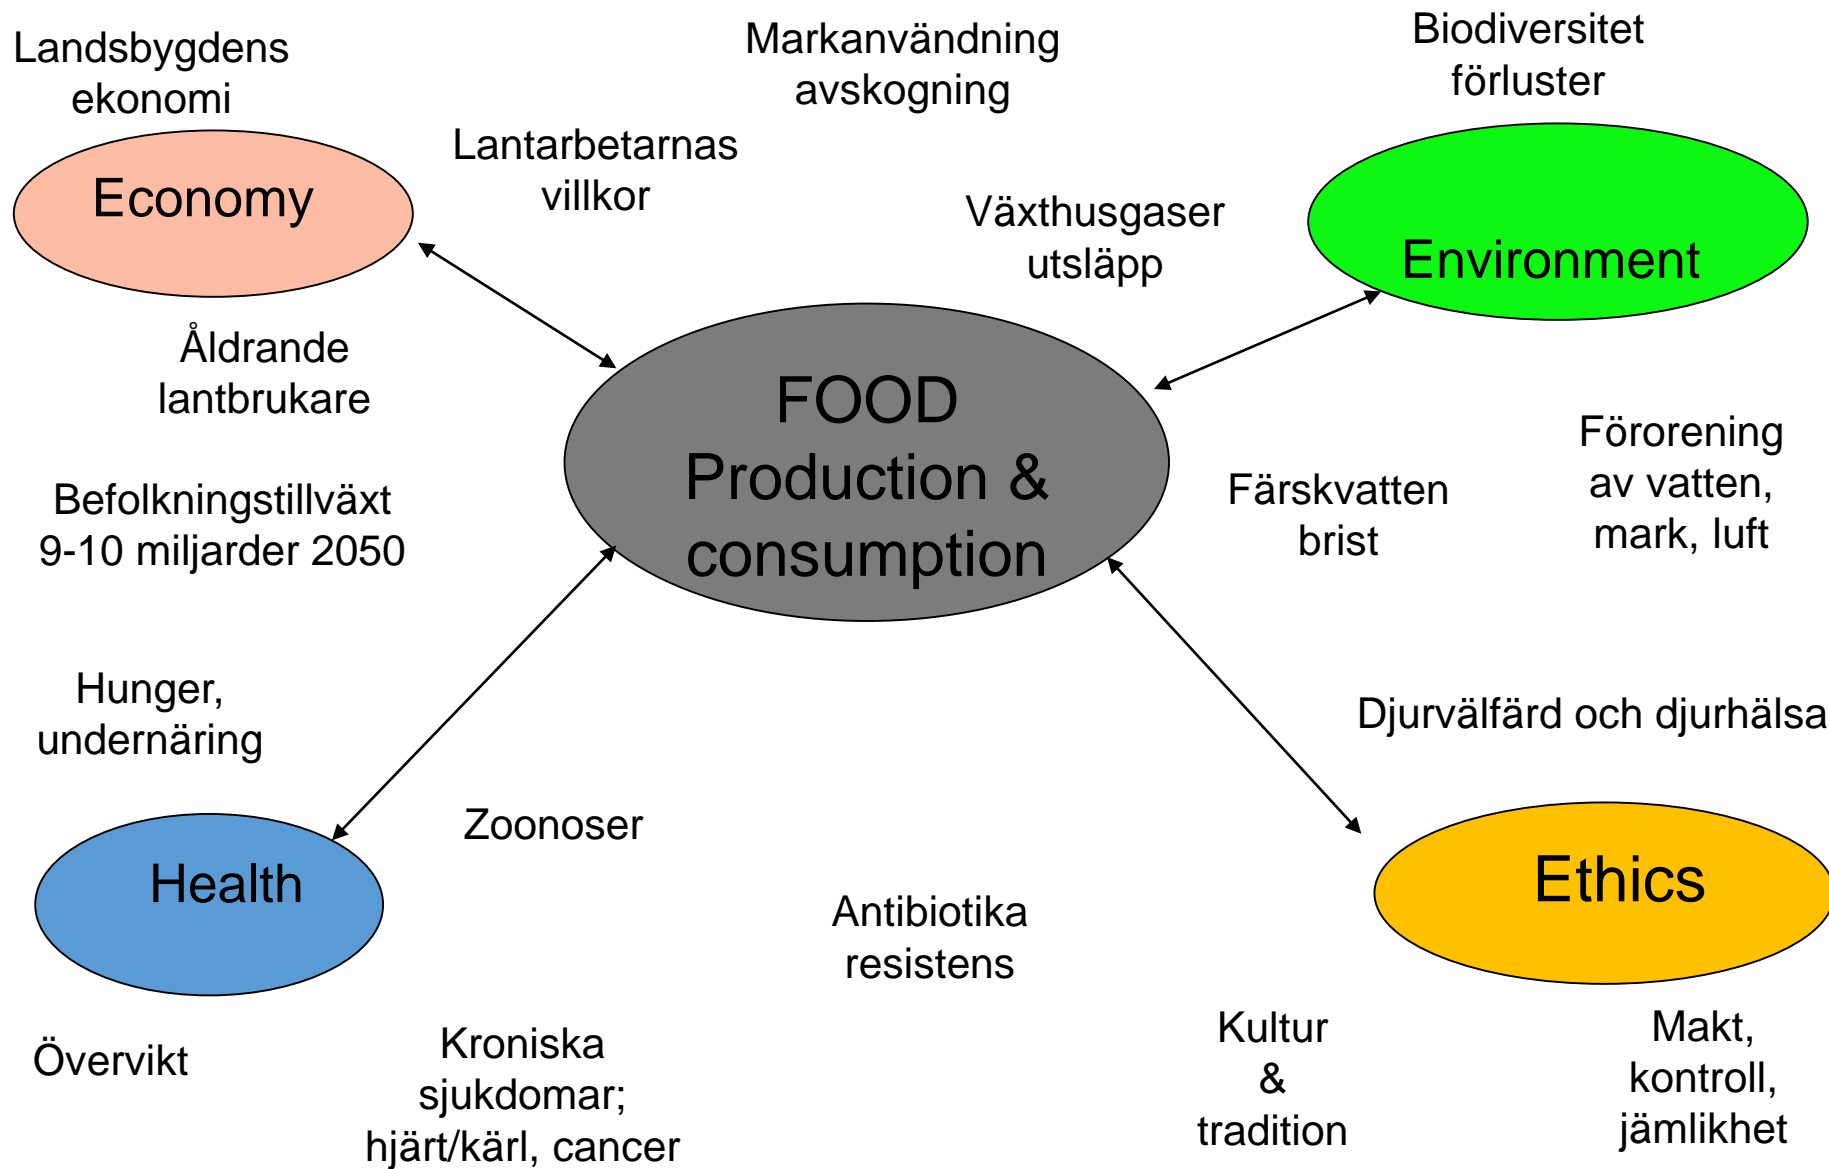 Landsbygdens
ekonomi
Markanvändning
avskogning
Biodiversitet
förluster
Economy
Lantarbetarnas
villkor
Växthusgaser
utsläpp
Environment
Åldrande
lantbrukare
FOOD
Production &
consumption
Befolkningstillväxt
9-10 miljarder 2050
Färskvatten
brist
Förorening
av vatten,
mark, luft
Hunger,
undernäring
Djurvälfärd och djurhälsa
Zoonoser
Health
Ethics
Antibiotika
resistens
Övervikt
Kroniska
sjukdomar;
hjärt/kärl, cancer
Kultur
&
tradition
Makt,
kontroll,
jämlikhet